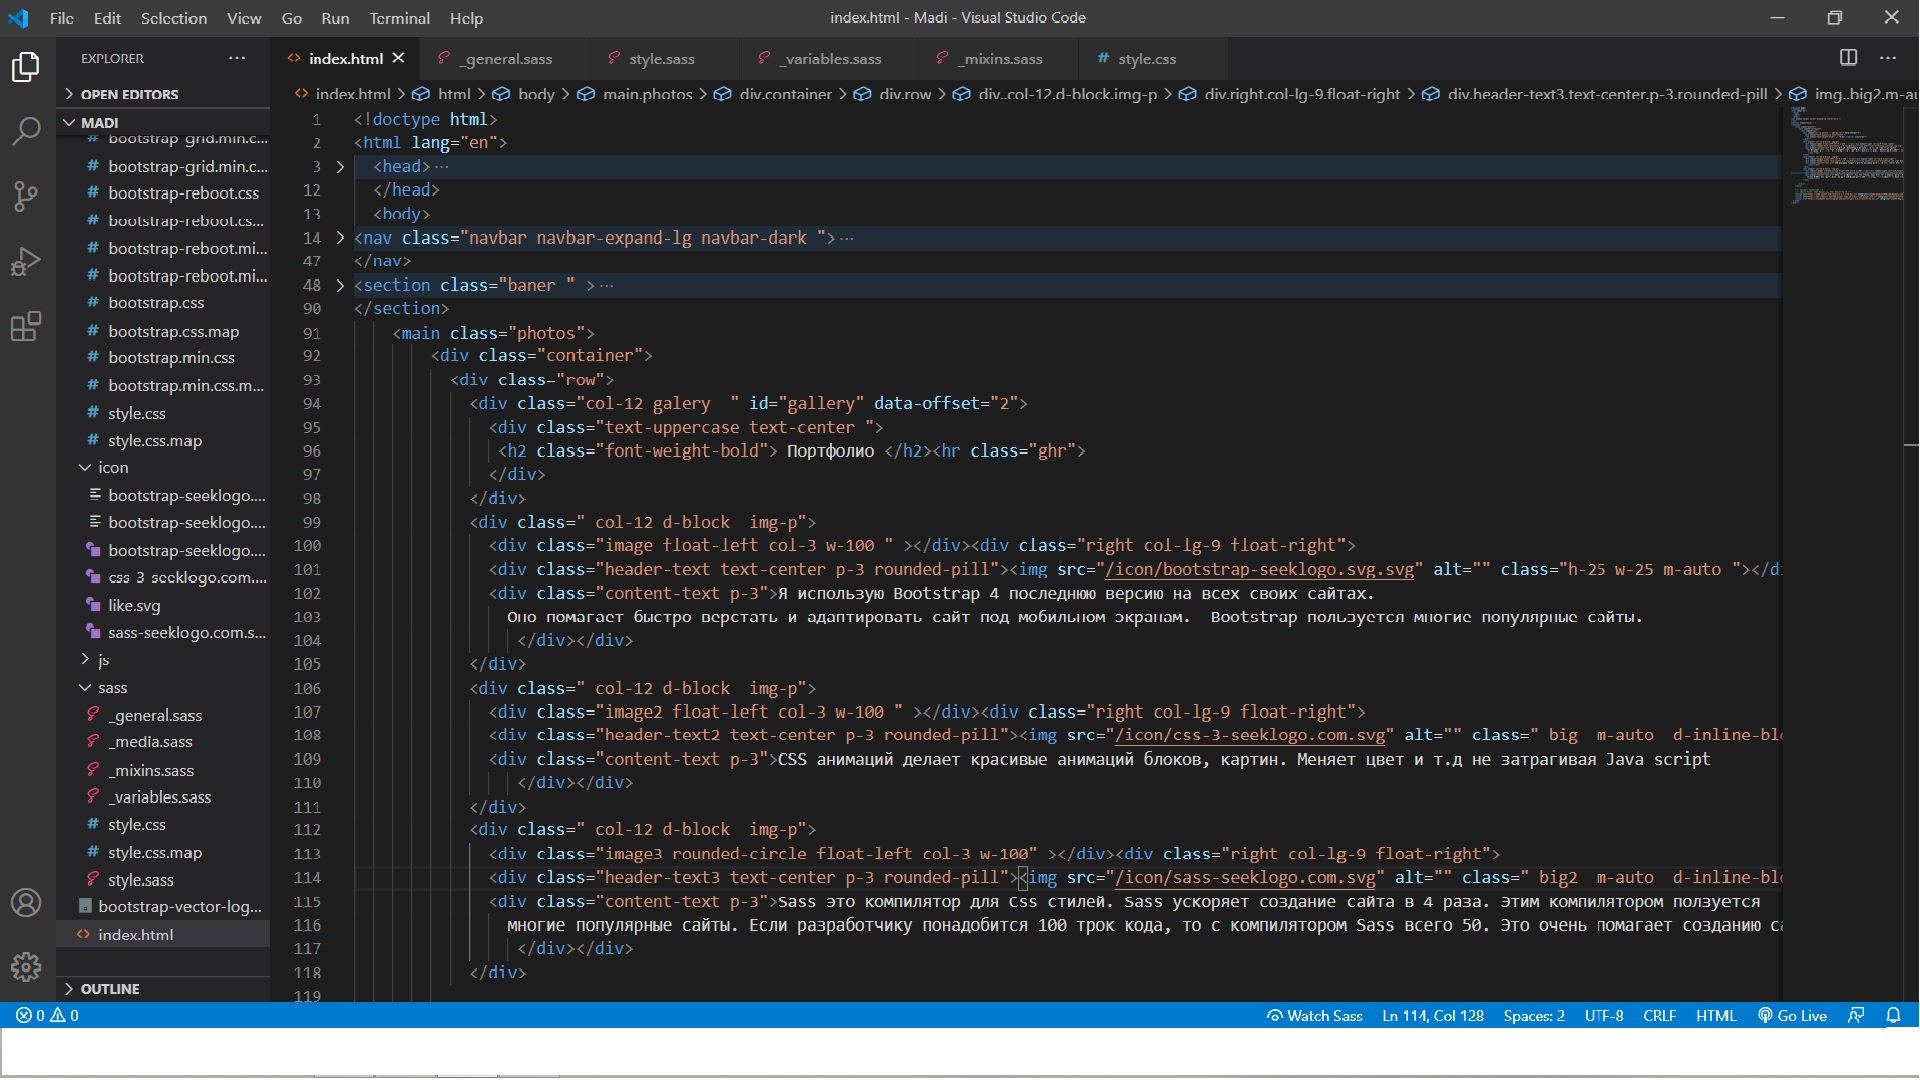 File Edit Selection View Go Run Terminal Help
index.html - Madi - Visual Studio Code
EXPLORER ···
index.html _general.sass style.sass _variables.sass _mixins.sass # style.css ···
OPEN EDITORS
index.html > html > body > main.photos > div.container > div.row > div..col-12.d-block.img-p > div.right.col-lg-9.float-right > div.header-text3.text-center.p-3.rounded-pill > img..big2.m-au
MADI
# bootstrap-grid.min.c...
# bootstrap-grid.min.c...
# bootstrap-reboot.css
# bootstrap-reboot.cs...
# bootstrap-reboot.mi...
# bootstrap-reboot.mi...
# bootstrap.css
# bootstrap.css.map
# bootstrap.min.css
# bootstrap.min.css.m...
# style.css
# style.css.map
icon
bootstrap-seeklogo....
bootstrap-seeklogo....
bootstrap-seeklogo....
css-3-seeklogo.com....
like.svg
sass-seeklogo.com.s...
js
sass
_general.sass
_media.sass
_mixins.sass
_variables.sass
# style.css
# style.css.map
style.sass
bootstrap-vector-log...
index.html
OUTLINE
1 <!doctype html>
2 <html lang="en">
3 <head>···
12 </head>
13 <body>
14 <nav class="navbar navbar-expand-lg navbar-dark ">···
47 </nav>
48 <section class="baner " >···
90 </section>
91 <main class="photos">
92 <div class="container">
93 <div class="row">
94 <div class="col-12 galery  " id="gallery" data-offset="2">
95 <div class="text-uppercase text-center ">
96 <h2 class="font-weight-bold"> Портфолио </h2><hr class="ghr">
97 </div>
98 </div>
99 <div class=" col-12 d-block  img-p">
100 <div class="image float-left col-3 w-100 " ></div><div class="right col-lg-9 float-right">
101 <div class="header-text text-center p-3 rounded-pill"><img src="/icon/bootstrap-seeklogo.svg.svg" alt="" class="h-25 w-25 m-auto "></di
102 <div class="content-text p-3">Я использую Bootstrap 4 последнюю версию на всех своих сайтах.
103 Оно помагает быстро верстать и адаптировать сайт под мобильном экранам.  Bootstrap пользуется многие популярные сайты.
104 </div></div>
105 </div>
106 <div class=" col-12 d-block  img-p">
107 <div class="image2 float-left col-3 w-100 " ></div><div class="right col-lg-9 float-right">
108 <div class="header-text2 text-center p-3 rounded-pill"><img src="/icon/css-3-seeklogo.com.svg" alt="" class=" big  m-auto  d-inline-blo
109 <div class="content-text p-3">CSS анимаций делает красивые анимаций блоков, картин. Меняет цвет и т.д не затрагивая Java script
110 </div></div>
111 </div>
112 <div class=" col-12 d-block  img-p">
113 <div class="image3 rounded-circle float-left col-3 w-100" ></div><div class="right col-lg-9 float-right">
114 <div class="header-text3 text-center p-3 rounded-pill"><img src="/icon/sass-seeklogo.com.svg" alt="" class=" big2  m-auto  d-inline-blo
115 <div class="content-text p-3">Sass это компилятор для Css стилей. Sass ускоряет создание сайта в 4 раза. Этим компилятором ползуется
116 многие популярные сайты. Если разработчику понадобится 100 трок кода, то с компилятором Sass всего 50. Это очень помагает созданию са
117 </div></div>
118 </div>
119
0 0 Watch Sass Ln 114, Col 128 Spaces: 2 UTF-8 CRLF HTML Go Live